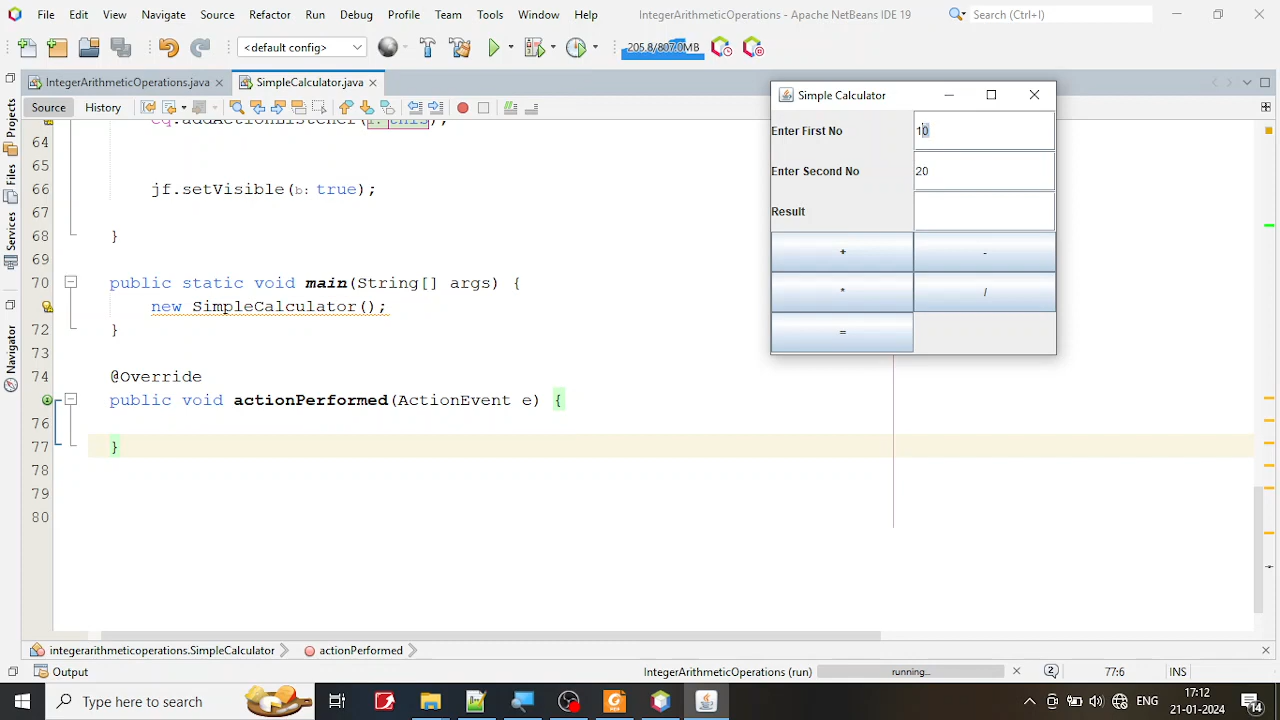 File Edit View Navigate Source Refactor Run Debug Profile Team Tools Window Help IntegerArithmeticOperations - Apache NetBeans IDE 19 Search (Ctrl+I)
<default config> 205.8/807.0MB
IntegerArithmeticOperations.java SimpleCalculator.java
Source History
Simple Calculator
Enter First No 10
Enter Second No 20
Result
+ -
* /
=
eq.addActionListener(l: this);
64
65
66 jf.setVisible(b: true);
67
68 }
69
70 public static void main(String[] args) {
new SimpleCalculator();
72 }
73
74 @Override
public void actionPerformed(ActionEvent e) {
76
77 }
78
79
80
Projects
Files
Services
Navigator
integerarithmeticoperations.SimpleCalculator actionPerformed
Output IntegerArithmeticOperations (run) running... 77:6 INS
Type here to search ENG 17:12
21-01-2024 14